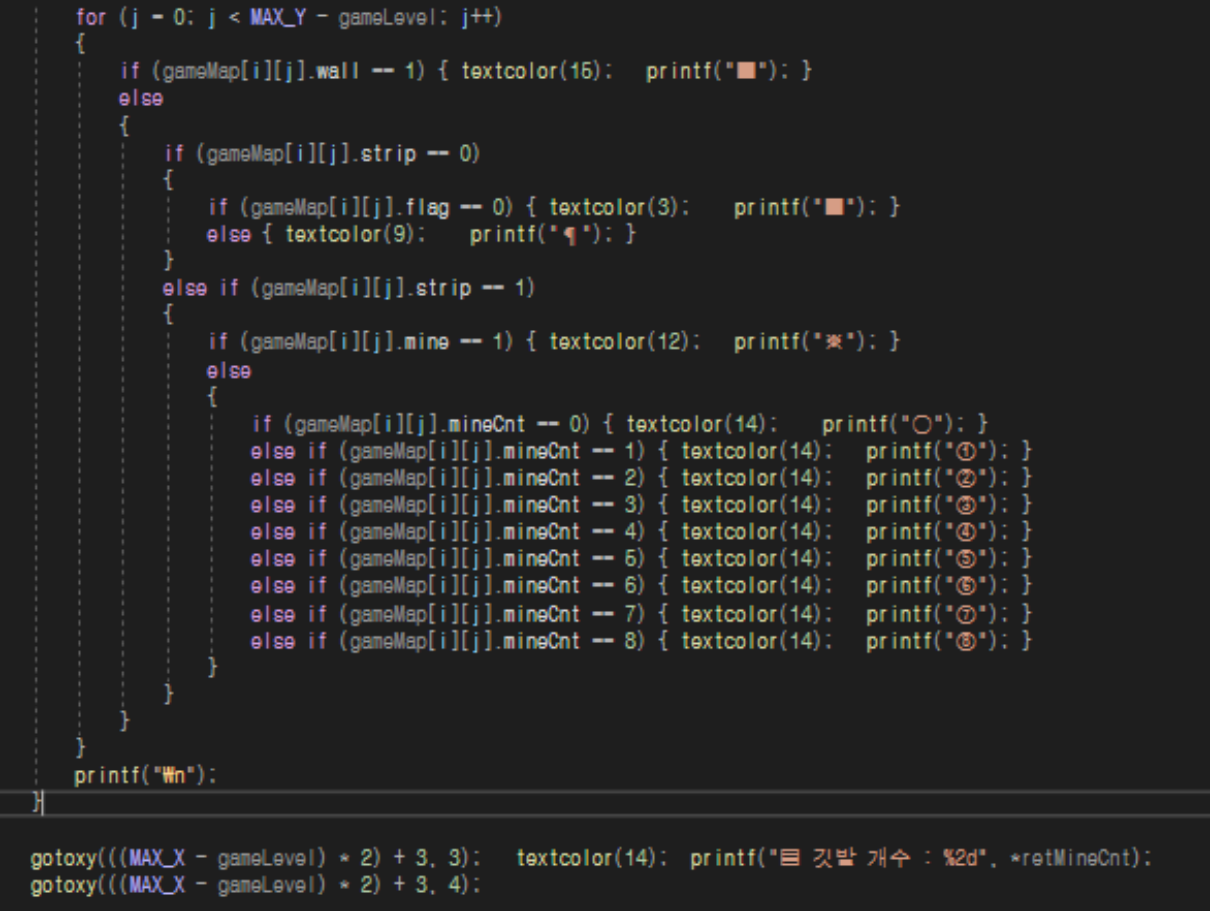 for (j = 0; j < MAX_Y - gameLevel; j++)
{
if (gameMap[i][j].wall == 1) { textcolor(15); printf("■"); }
else
{
if (gameMap[i][j].strip == 0)
{
if (gameMap[i][j].flag == 0) { textcolor(3); printf("■"); }
else { textcolor(9); printf("¶"); }
}
else if (gameMap[i][j].strip == 1)
{
if (gameMap[i][j].mine == 1) { textcolor(12); printf("※"); }
else
{
if (gameMap[i][j].mineCnt == 0) { textcolor(14); printf("○"); }
else if (gameMap[i][j].mineCnt == 1) { textcolor(14); printf("①"); }
else if (gameMap[i][j].mineCnt == 2) { textcolor(14); printf("②"); }
else if (gameMap[i][j].mineCnt == 3) { textcolor(14); printf("③"); }
else if (gameMap[i][j].mineCnt == 4) { textcolor(14); printf("④"); }
else if (gameMap[i][j].mineCnt == 5) { textcolor(14); printf("⑤"); }
else if (gameMap[i][j].mineCnt == 6) { textcolor(14); printf("⑥"); }
else if (gameMap[i][j].mineCnt == 7) { textcolor(14); printf("⑦"); }
else if (gameMap[i][j].mineCnt == 8) { textcolor(14); printf("⑧"); }
}
}
}
}
printf("₩n");
}
gotoxy(((MAX_X - gameLevel) * 2) + 3, 3); textcolor(14); printf("▤ 깃발 개수 : %2d", *retMineCnt);
gotoxy(((MAX_X - gameLevel) * 2) + 3, 4);